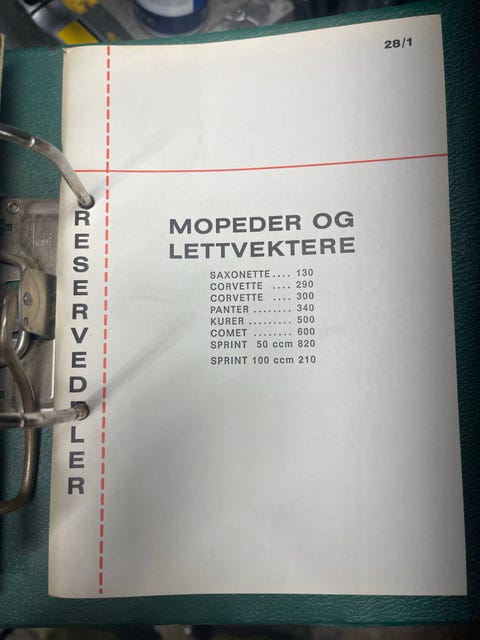 28/1
RESERVEDELER
MOPEDER OG
LETTVEKTERE
SAXONETTE.... 130
CORVETTE .... 290
CORVETTE .... 300
PANTER ........ 340
KURER ......... 500
COMET ........ 600
SPRINT 50 ccm 820
SPRINT 100 ccm 210